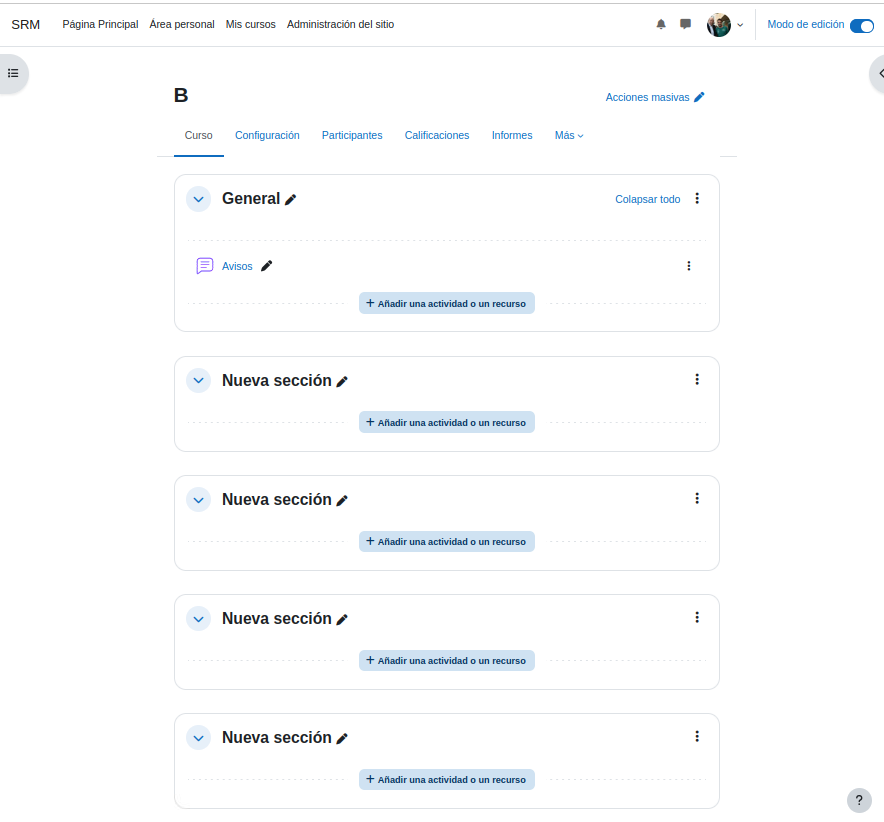 SRM Página Principal Área personal Mis cursos Administración del sitio Modo de edición
B Acciones masivas
Curso Configuración Participantes Calificaciones Informes Más
General Colapsar todo
Avisos
+ Añadir una actividad o un recurso
Nueva sección
+ Añadir una actividad o un recurso
Nueva sección
+ Añadir una actividad o un recurso
Nueva sección
+ Añadir una actividad o un recurso
Nueva sección
+ Añadir una actividad o un recurso
?